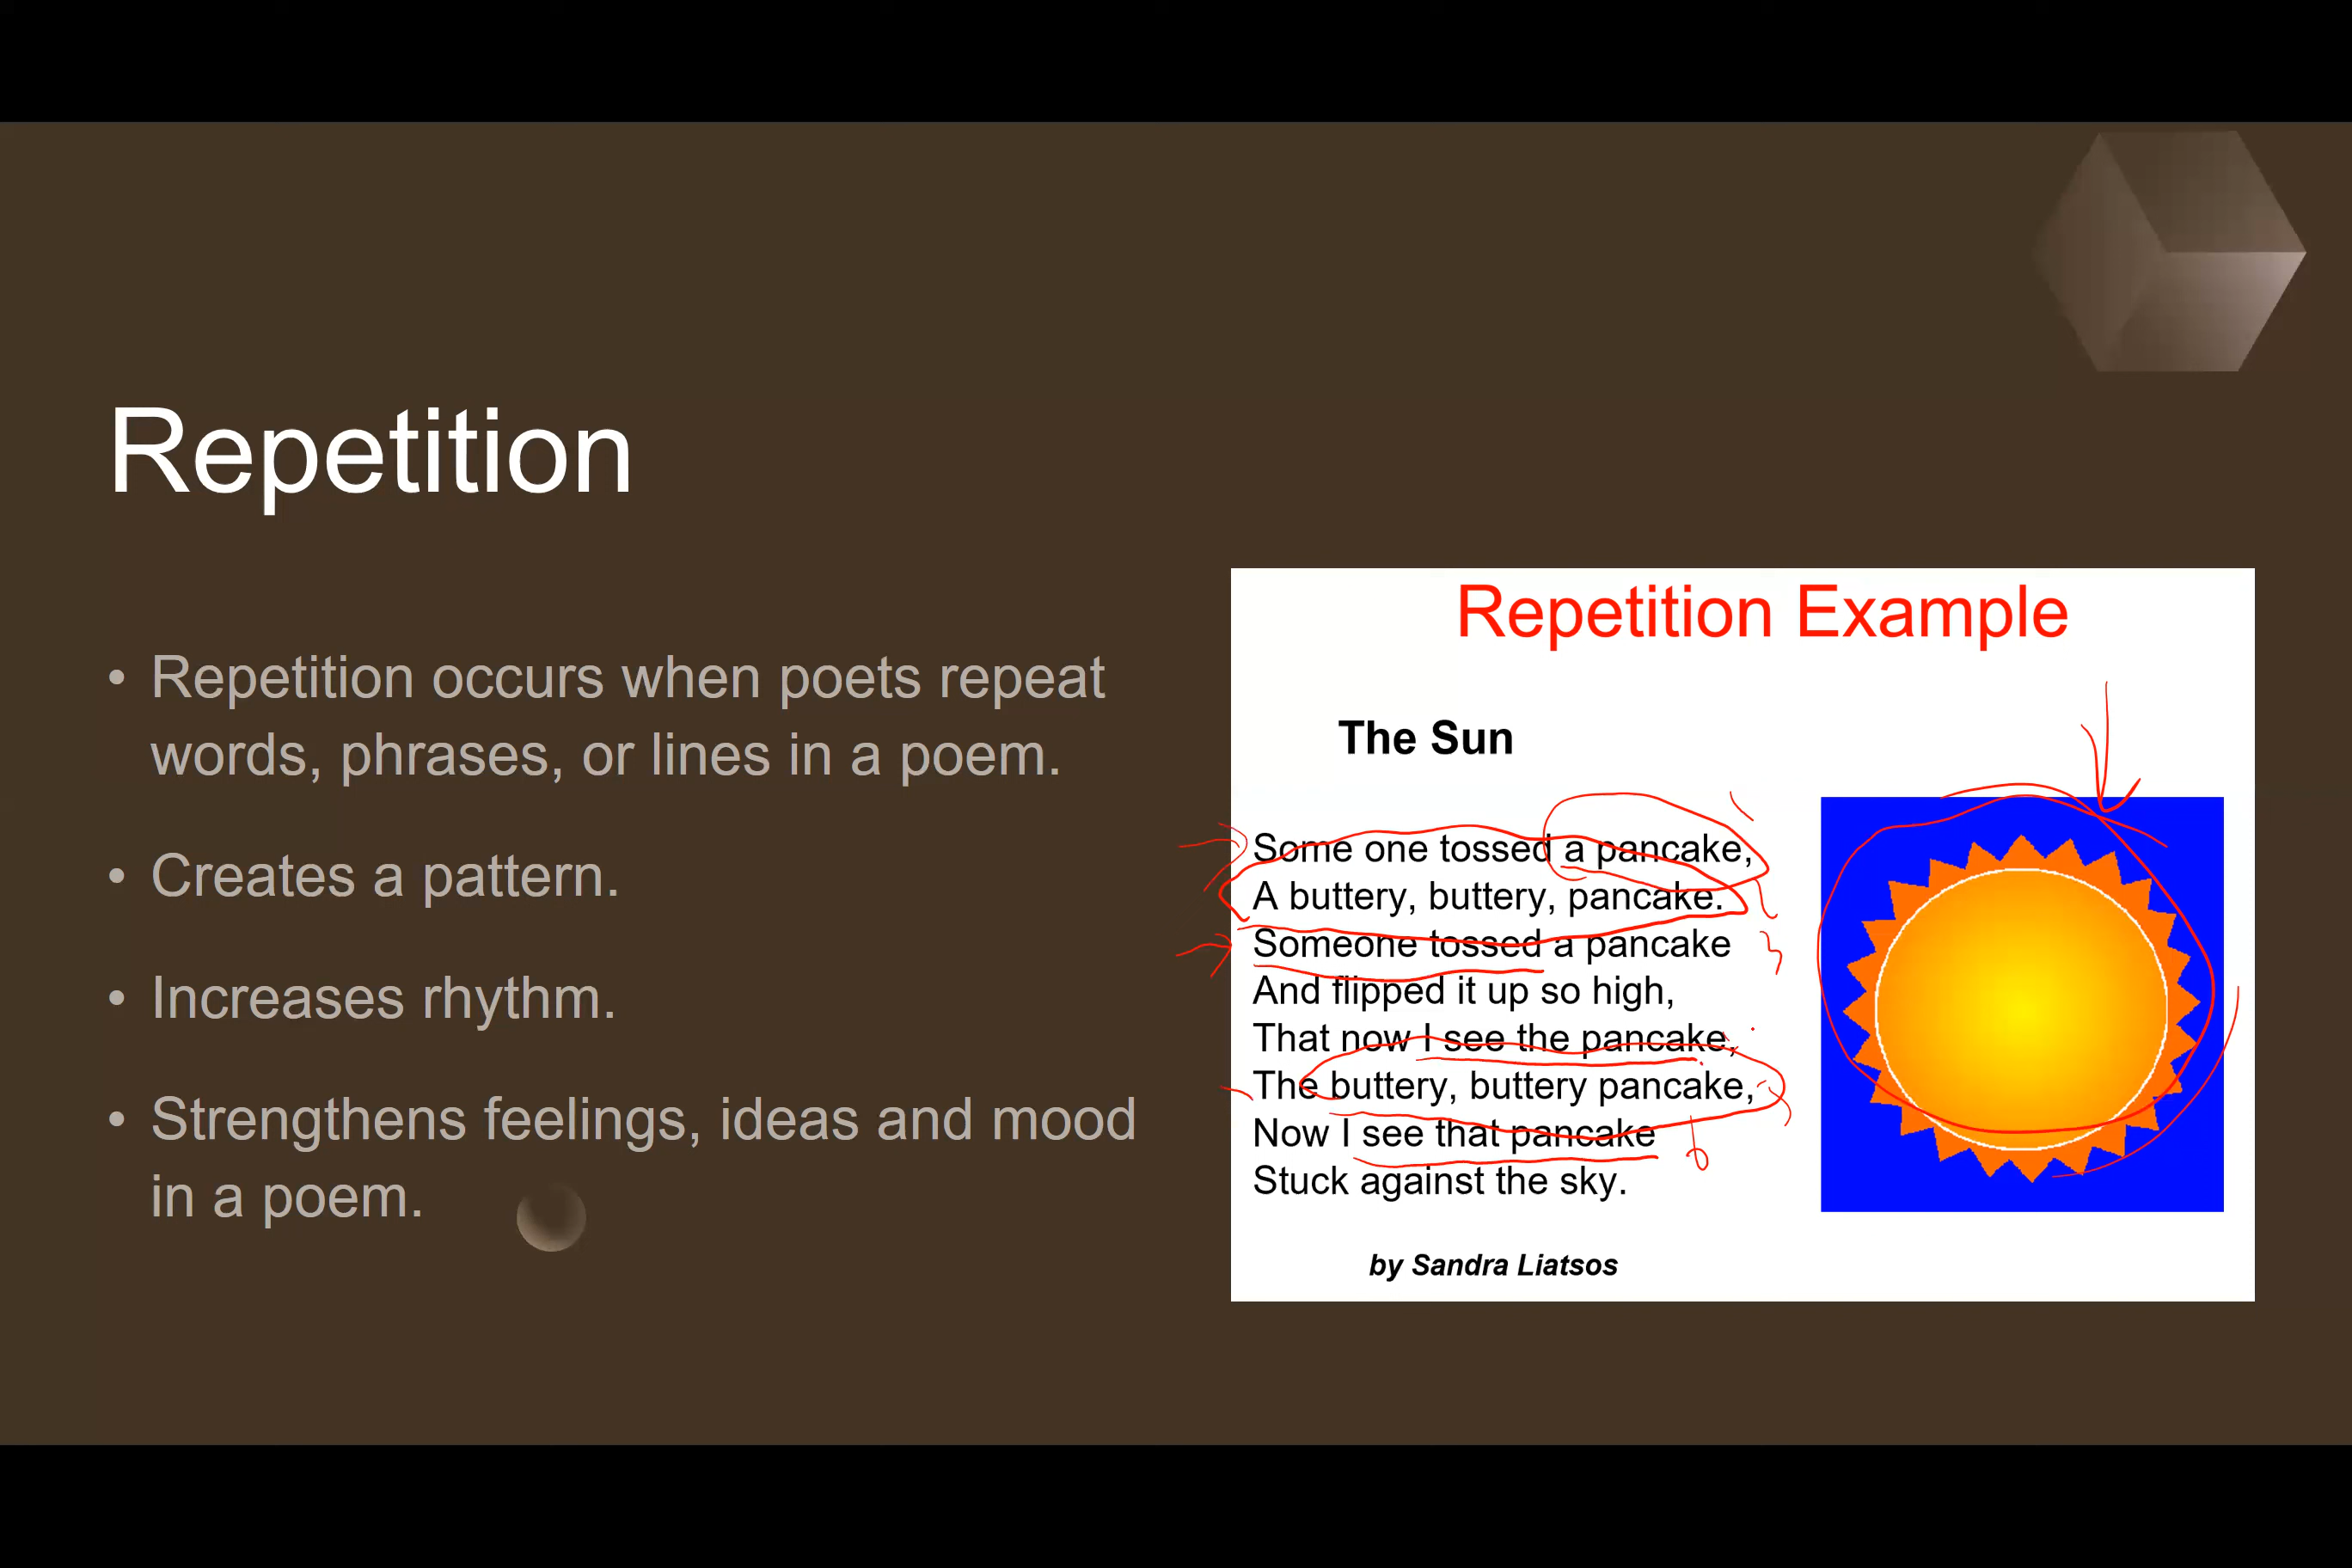 Repetition
• Repetition occurs when poets repeat
words, phrases, or lines in a poem.
• Creates a pattern.
• Increases rhythm.
• Strengthens feelings, ideas and mood
in a poem.
Repetition Example
The Sun
Some one tossed a pancake,
A buttery, buttery, pancake.
Someone tossed a pancake
And flipped it up so high,
That now I see the pancake,
The buttery, buttery pancake,
Now I see that pancake
Stuck against the sky.
by Sandra Liatsos